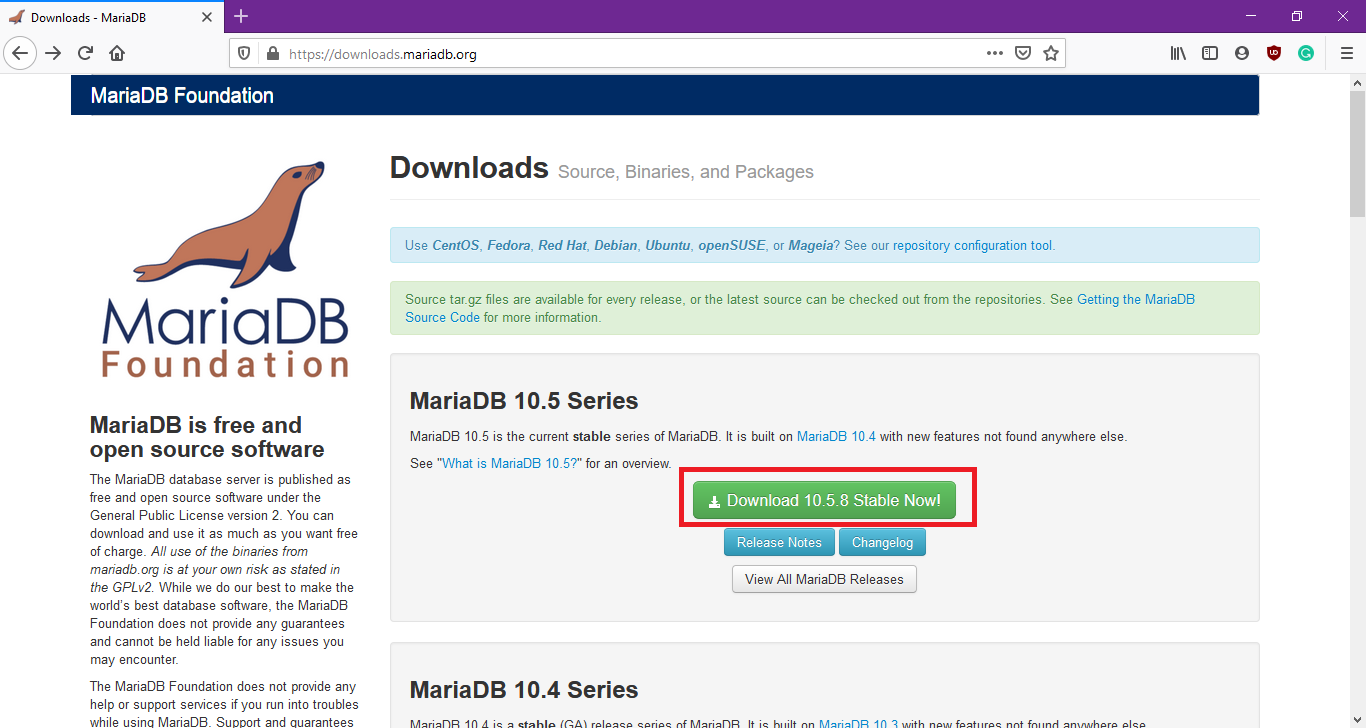 Downloads - MariaDB
https://downloads.mariadb.org
MariaDB Foundation
MariaDB
Foundation
MariaDB is free and
open source software
The MariaDB database server is published as
free and open source software under the
General Public License version 2. You can
download and use it as much as you want free
of charge. All use of the binaries from
mariadb.org is at your own risk as stated in
the GPLv2. While we do our best to make the
world's best database software, the MariaDB
Foundation does not provide any guarantees
and cannot be held liable for any issues you
may encounter.
The MariaDB Foundation does not provide any
help or support services if you run into troubles
while using MariaDB. Support and guarantees
Downloads Source, Binaries, and Packages
Use CentOS, Fedora, Red Hat, Debian, Ubuntu, openSUSE, or Mageia? See our repository configuration tool.
Source tar.gz files are available for every release, or the latest source can be checked out from the repositories. See Getting the MariaDB
Source Code for more information.
MariaDB 10.5 Series
MariaDB 10.5 is the current stable series of MariaDB. It is built on MariaDB 10.4 with new features not found anywhere else.
See "What is MariaDB 10.5?" for an overview.
Download 10.5.8 Stable Now!
Release Notes Changelog
View All MariaDB Releases
MariaDB 10.4 Series
MariaDB 10.4 is a stable (GA) release series of MariaDB. It is built on MariaDB 10.3 with new features not found anywhere else.